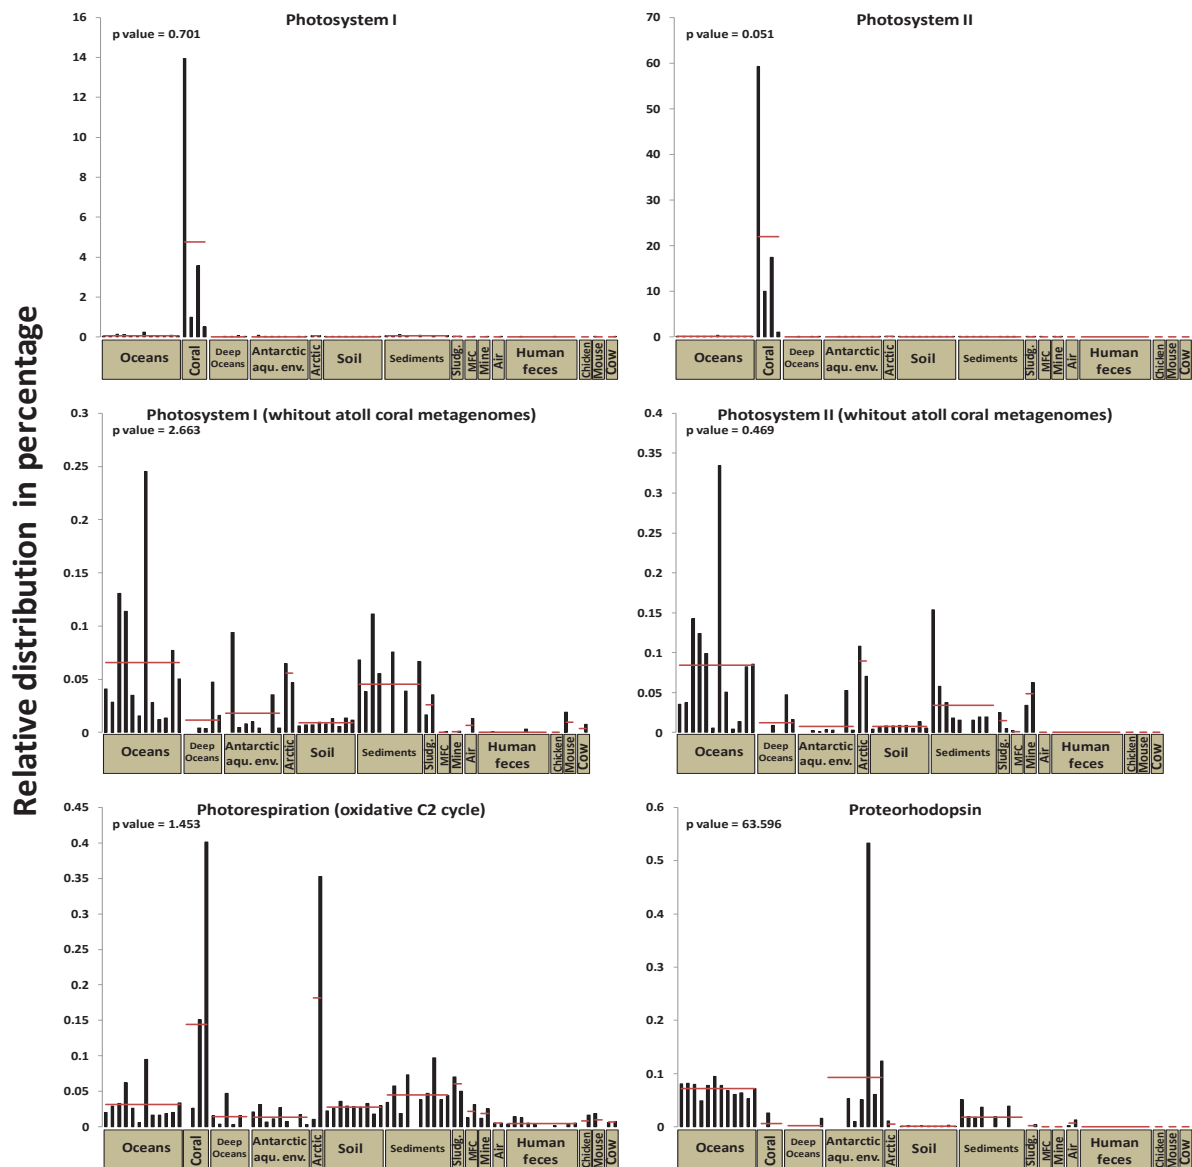 Relative distribution in percentage
Photosystem I
p value = 0.701
16
14
12
10
8
6
4
2
0
Oceans
Coral
Deep
Oceans
Antarctic
aqu. env.
Arctic
Soil
Sediments
Sludg.
MFC
Mine
Air
Human
feces
Chicken
Mouse
Cow
Photosystem II
p value = 0.051
70
60
50
40
30
20
10
0
Oceans
Coral
Deep
Oceans
Antarctic
aqu. env.
Arctic
Soil
Sediments
Sludg.
MFC
Mine
Air
Human
feces
Chicken
Mouse
Cow
Photosystem I (whitout atoll coral metagenomes)
p value = 2.663
0.3
0.25
0.2
0.15
0.1
0.05
0
Oceans
Deep
Oceans
Antarctic
aqu. env.
Arctic
Soil
Sediments
Sludg.
MFC
Mine
Air
Human
feces
Chicken
Mouse
Cow
Photosystem II (whitout atoll coral metagenomes)
p value = 0.469
0.4
0.35
0.3
0.25
0.2
0.15
0.1
0.05
0
Oceans
Deep
Oceans
Antarctic
aqu. env.
Arctic
Soil
Sediments
Sludg.
MFC
Mine
Air
Human
feces
Chicken
Mouse
Cow
Photorespiration (oxidative C2 cycle)
p value = 1.453
0.45
0.4
0.35
0.3
0.25
0.2
0.15
0.1
0.05
0
Oceans
Coral
Deep
Oceans
Antarctic
aqu. env.
Arctic
Soil
Sediments
Sludg.
MFC
Mine
Air
Human
feces
Chicken
Mouse
Cow
Proteorhodopsin
p value = 63.596
0.6
0.5
0.4
0.3
0.2
0.1
0
Oceans
Coral
Deep
Oceans
Antarctic
aqu. env.
Arctic
Soil
Sediments
Sludg.
MFC
Mine
Air
Human
feces
Chicken
Mouse
Cow